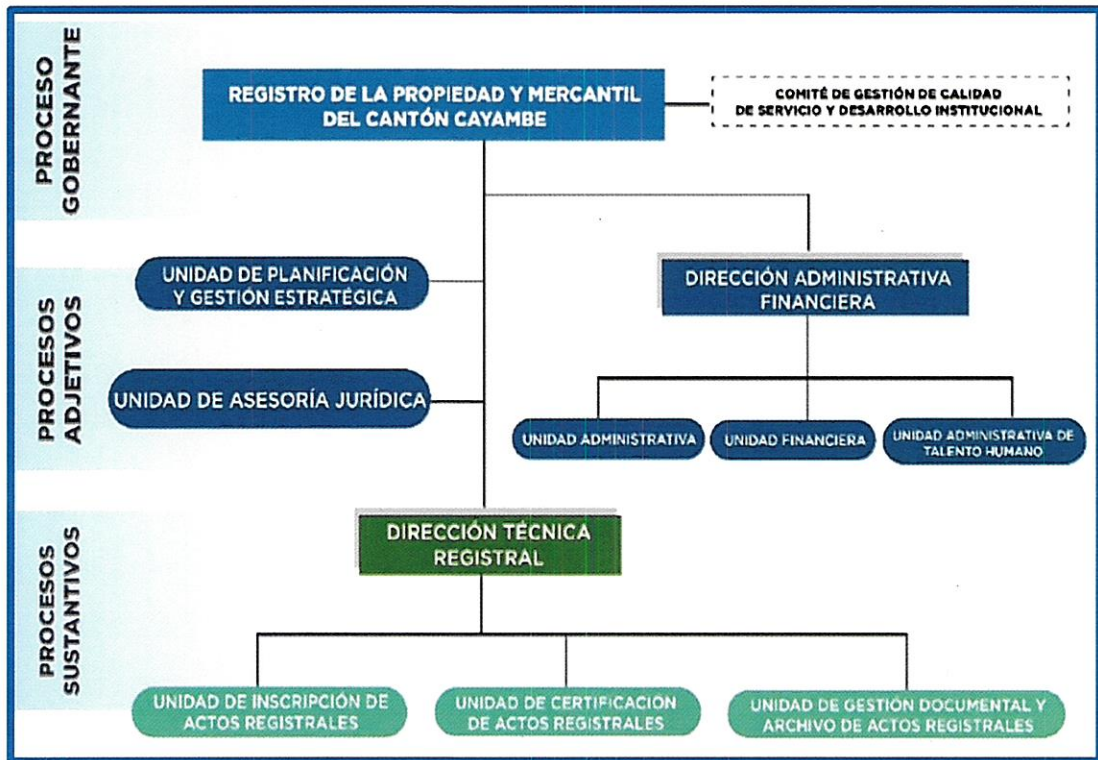 PROCESO
GOBERNANTE
REGISTRO DE LA PROPIEDAD Y MERCANTIL
DEL CANTÓN CAYAMBE
COMITÉ DE GESTIÓN DE CALIDAD
DE SERVICIO Y DESARROLLO INSTITUCIONAL
PROCESOS
ADJETIVOS
UNIDAD DE PLANIFICACIÓN
Y GESTIÓN ESTRATÉGICA
DIRECCIÓN ADMINISTRATIVA
FINANCIERA
UNIDAD DE ASESORÍA JURÍDICA
UNIDAD ADMINISTRATIVA
UNIDAD FINANCIERA
UNIDAD ADMINISTRATIVA DE
TALENTO HUMANO
PROCESOS
SUSTANTIVOS
DIRECCIÓN TÉCNICA
REGISTRAL
UNIDAD DE INSCRIPCIÓN DE
ACTOS REGISTRALES
UNIDAD DE CERTIFICACIÓN
DE ACTOS REGISTRALES
UNIDAD DE GESTIÓN DOCUMENTAL Y
ARCHIVO DE ACTOS REGISTRALES